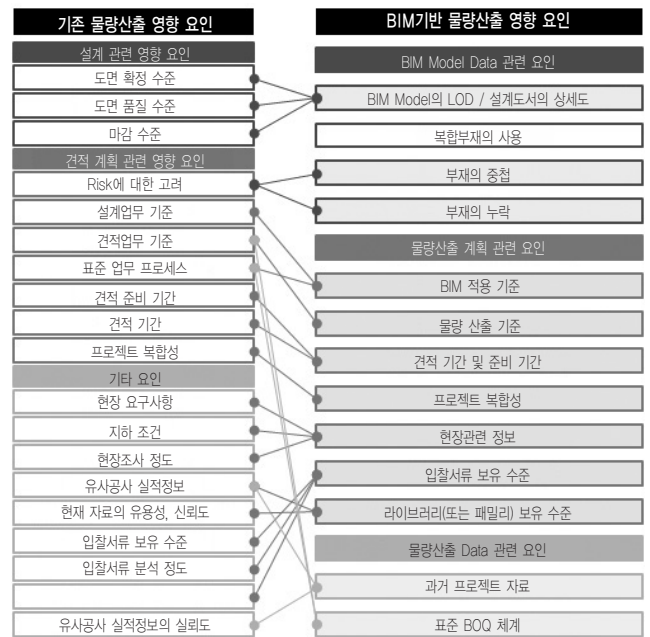 기존 물량산출 영향 요인
설계 관련 영향 요인
도면 확정 수준
도면 품질 수준
마감 수준
견적 계획 관련 영향 요인
Risk에 대한 고려
설계업무 기준
견적업무 기준
표준 업무 프로세스
견적 준비 기간
견적 기간
프로젝트 복합성
기타 요인
현장 요구사항
지하 조건
현장조사 정도
유사공사 실적정보
현재 자료의 유용성, 신뢰도
입찰서류 보유 수준
입찰서류 분석 정도
유사공사 실적정보의 실뢰도
BIM기반 물량산출 영향 요인
BIM Model Data 관련 요인
BIM Model의 LOD / 설계도서의 상세도
복합부재의 사용
부재의 중첩
부재의 누락
물량산출 계획 관련 요인
BIM 적용 기준
물량 산출 기준
견적 기간 및 준비 기간
프로젝트 복합성
현장관련 정보
입찰서류 보유 수준
라이브러리(또는 패밀리) 보유 수준
물량산출 Data 관련 요인
과거 프로젝트 자료
표준 BOQ 체계